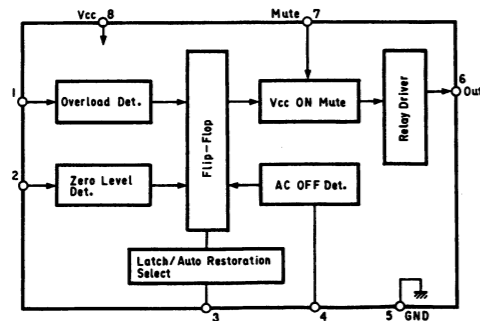 Vcc 8
Mute 7
1
Overload Det.
Flip-Flop
Vcc ON Mute
Relay Driver
6
Out
2
Zero Level
Det.
AC OFF Det.
Latch/Auto Restoration
Select
3
4
5 GND